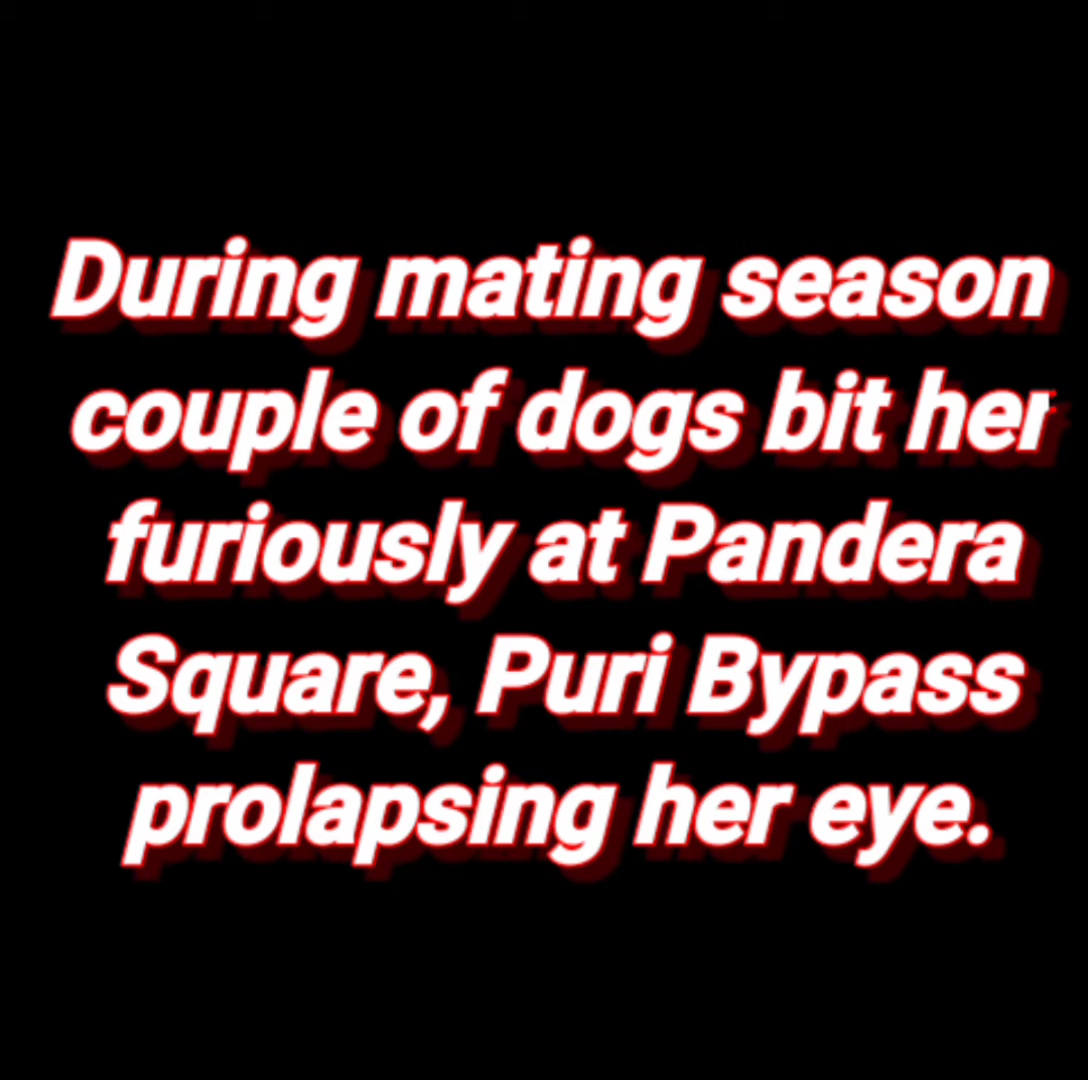 During mating season
couple of dogs bit her
furiously at Pandera
Square, Puri Bypass
prolapsing her eye.